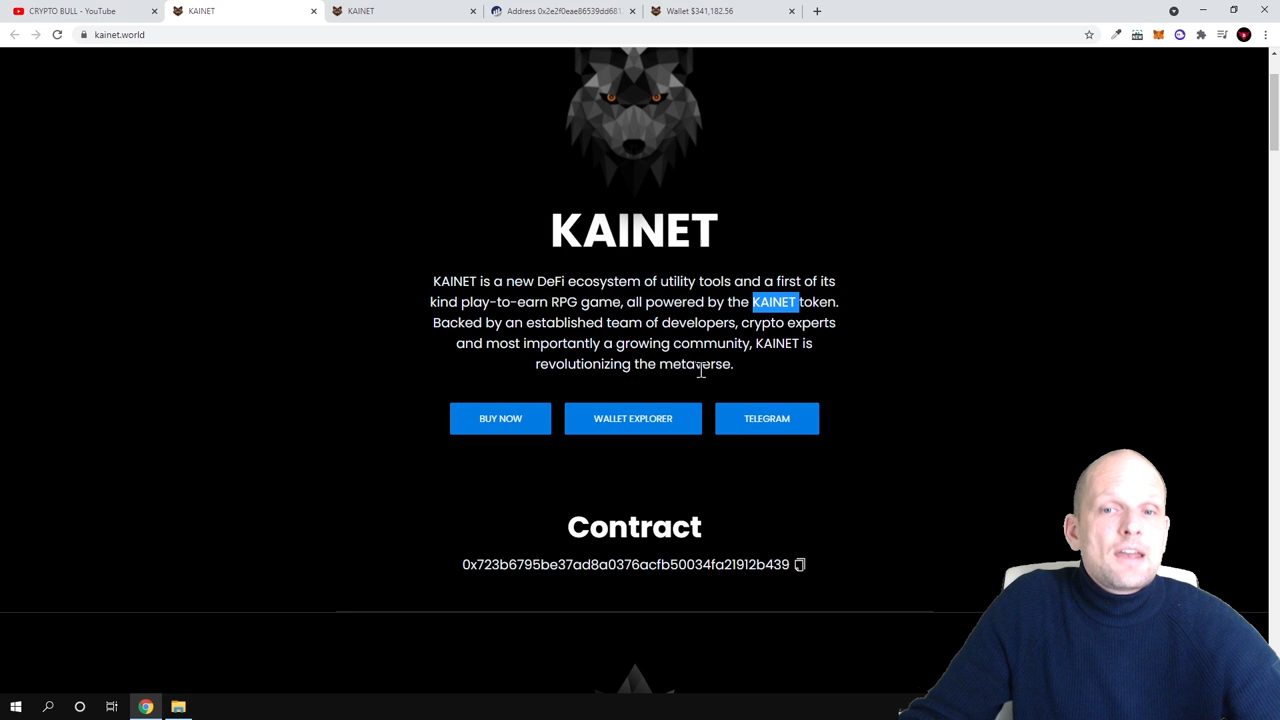 CRYPTO BULL - YouTube
KAINET
KAINET
Address 0x2e2f0eae86539dd681
Wallet $341,182.56
kainet.world
KAINET
KAINET is a new DeFi ecosystem of utility tools and a first of its
kind play-to-earn RPG game, all powered by the KAINET token.
Backed by an established team of developers, crypto experts
and most importantly a growing community, KAINET is
revolutionizing the metaverse.
BUY NOW
WALLET EXPLORER
TELEGRAM
Contract
0x723b6795be37ad8a0376acfb50034fa21912b439